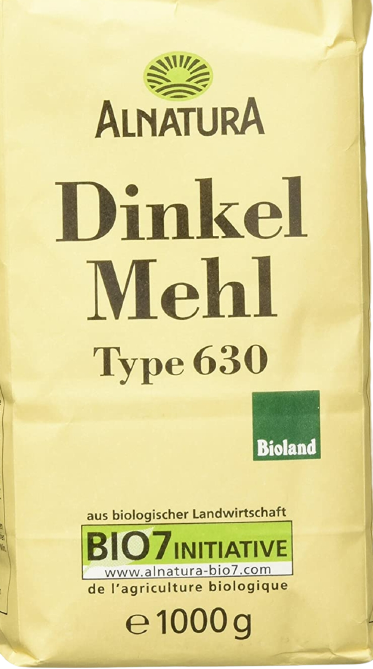 ALNATURA
Dinkel
Mehl
Type 630
Bioland
aus biologischer Landwirtschaft
BIO7 INITIATIVE
www.alnatura-bio7.com
de l'agriculture biologique
℮ 1000 g